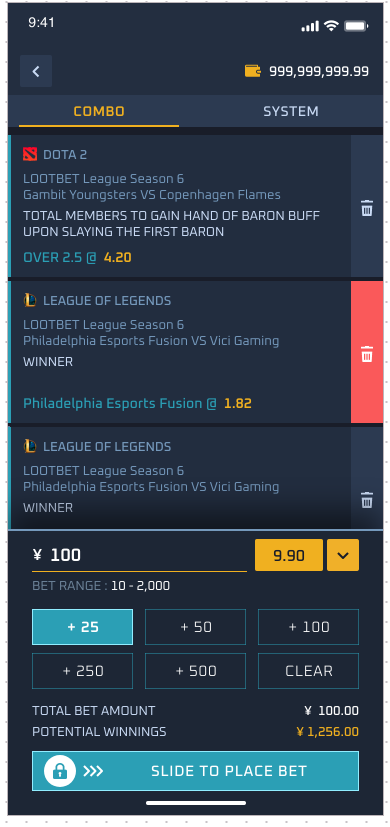 9:41
999,999,999.99
COMBO
SYSTEM
DOTA 2
LOOTBET League Season 6
Gambit Youngsters VS Copenhagen Flames
TOTAL MEMBERS TO GAIN HAND OF BARON BUFF
UPON SLAYING THE FIRST BARON
OVER 2.5 @ 4.20
LEAGUE OF LEGENDS
LOOTBET League Season 6
Philadelphia Esports Fusion VS Vici Gaming
WINNER
Philadelphia Esports Fusion @ 1.82
LEAGUE OF LEGENDS
LOOTBET League Season 6
Philadelphia Esports Fusion VS Vici Gaming
WINNER
¥ 100
9.90
BET RANGE : 10 - 2,000
+ 25
+ 50
+ 100
+ 250
+ 500
CLEAR
TOTAL BET AMOUNT ¥ 100.00
POTENTIAL WINNINGS ¥ 1,256.00
SLIDE TO PLACE BET